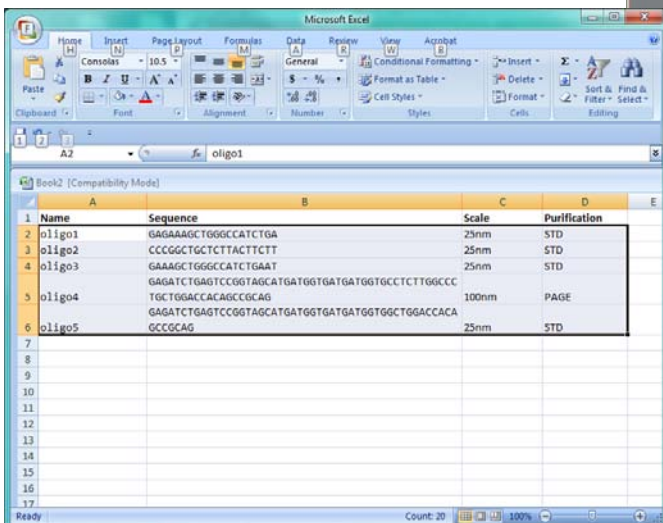 Microsoft Excel
Home Insert Page Layout Formulas Data Review View Acrobat
H N P M A R W B
Consolas 10.5 General Conditional Formatting Insert Σ
Paste B I U A A $ % , Format as Table Delete Sort & Filter Find & Select
A Cell Styles Format
Clipboard Font Alignment Number Styles Cells Editing
1 2 3
A2 fx oligo1
Book2 [Compatibility Mode]
A B C D E
1 Name Sequence Scale Purification
2 oligo1 GAGAAAGCTGGGCCATCTGA 25nm STD
3 oligo2 CCCGGCTGCTCTTACTTCTT 25nm STD
4 oligo3 GAAAGCTGGGCCATCTGAAT 25nm STD
GAGATCTGAGTCCGGTAGCATGATGGTGATGATGGTGCCTCTTGGCCC
5 oligo4 TGCTGGACCACAGCCGCAG 100nm PAGE
GAGATCTGAGTCCGGTAGCATGATGGTGATGATGGTGGCTGGACCACA
6 oligo5 GCCGCAG 25nm STD
7
8
9
10
11
12
13
14
15
16
17
Ready Count: 20 100%